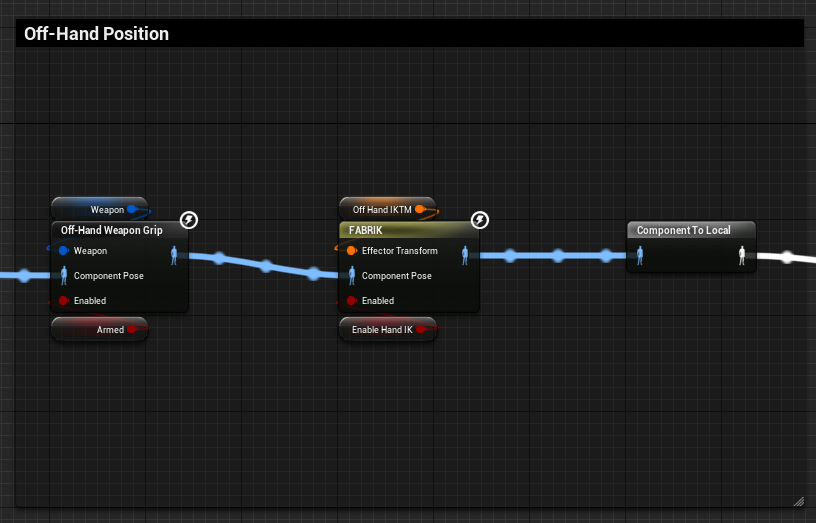 Off-Hand Position
Weapon
Off-Hand Weapon Grip
Weapon
Component Pose
Enabled
Armed
Off Hand IKTM
FABRIK
Effector Transform
Component Pose
Enabled
Enable Hand IK
Component To Local